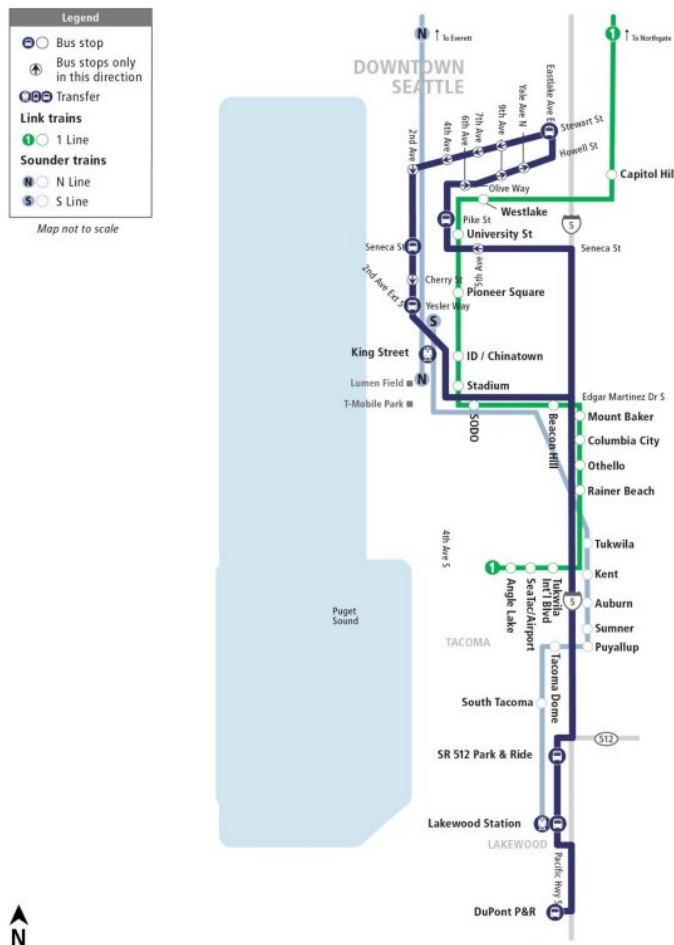 Legend
Bus stop
Bus stops only
in this direction
Transfer
Link trains
1
1 Line
Sounder trains
N
N Line
S
S Line
Map not to scale
N
To Everett
1
To Northgate
DOWNTOWN
SEATTLE
Eastlake Ave E
Yale Ave N
9th Ave
7th Ave
6th Ave
4th Ave
2nd Ave
Stewart St
Howell St
Olive Way
Capitol Hill
Westlake
Pike St
University St
5
Seneca St
Seneca St
5th Ave
Cherry St
2nd Ave Ext S
Yesler Way
Pioneer Square
S
King Street
ID / Chinatown
Lumen Field
N
Stadium
T-Mobile Park
Edgar Martinez Dr S
SODO
Beacon Hill
Mount Baker
Columbia City
Othello
Rainer Beach
4th Ave S
Tukwila
1
Angle Lake
SeaTac/Airport
Tukwila
Int'l Blvd
Kent
5
Auburn
Puget
Sound
Sumner
TACOMA
Puyallup
Tacoma Dome
South Tacoma
512
SR 512 Park & Ride
Lakewood Station
LAKEWOOD
Pacific Hwy S
DuPont P&R
N